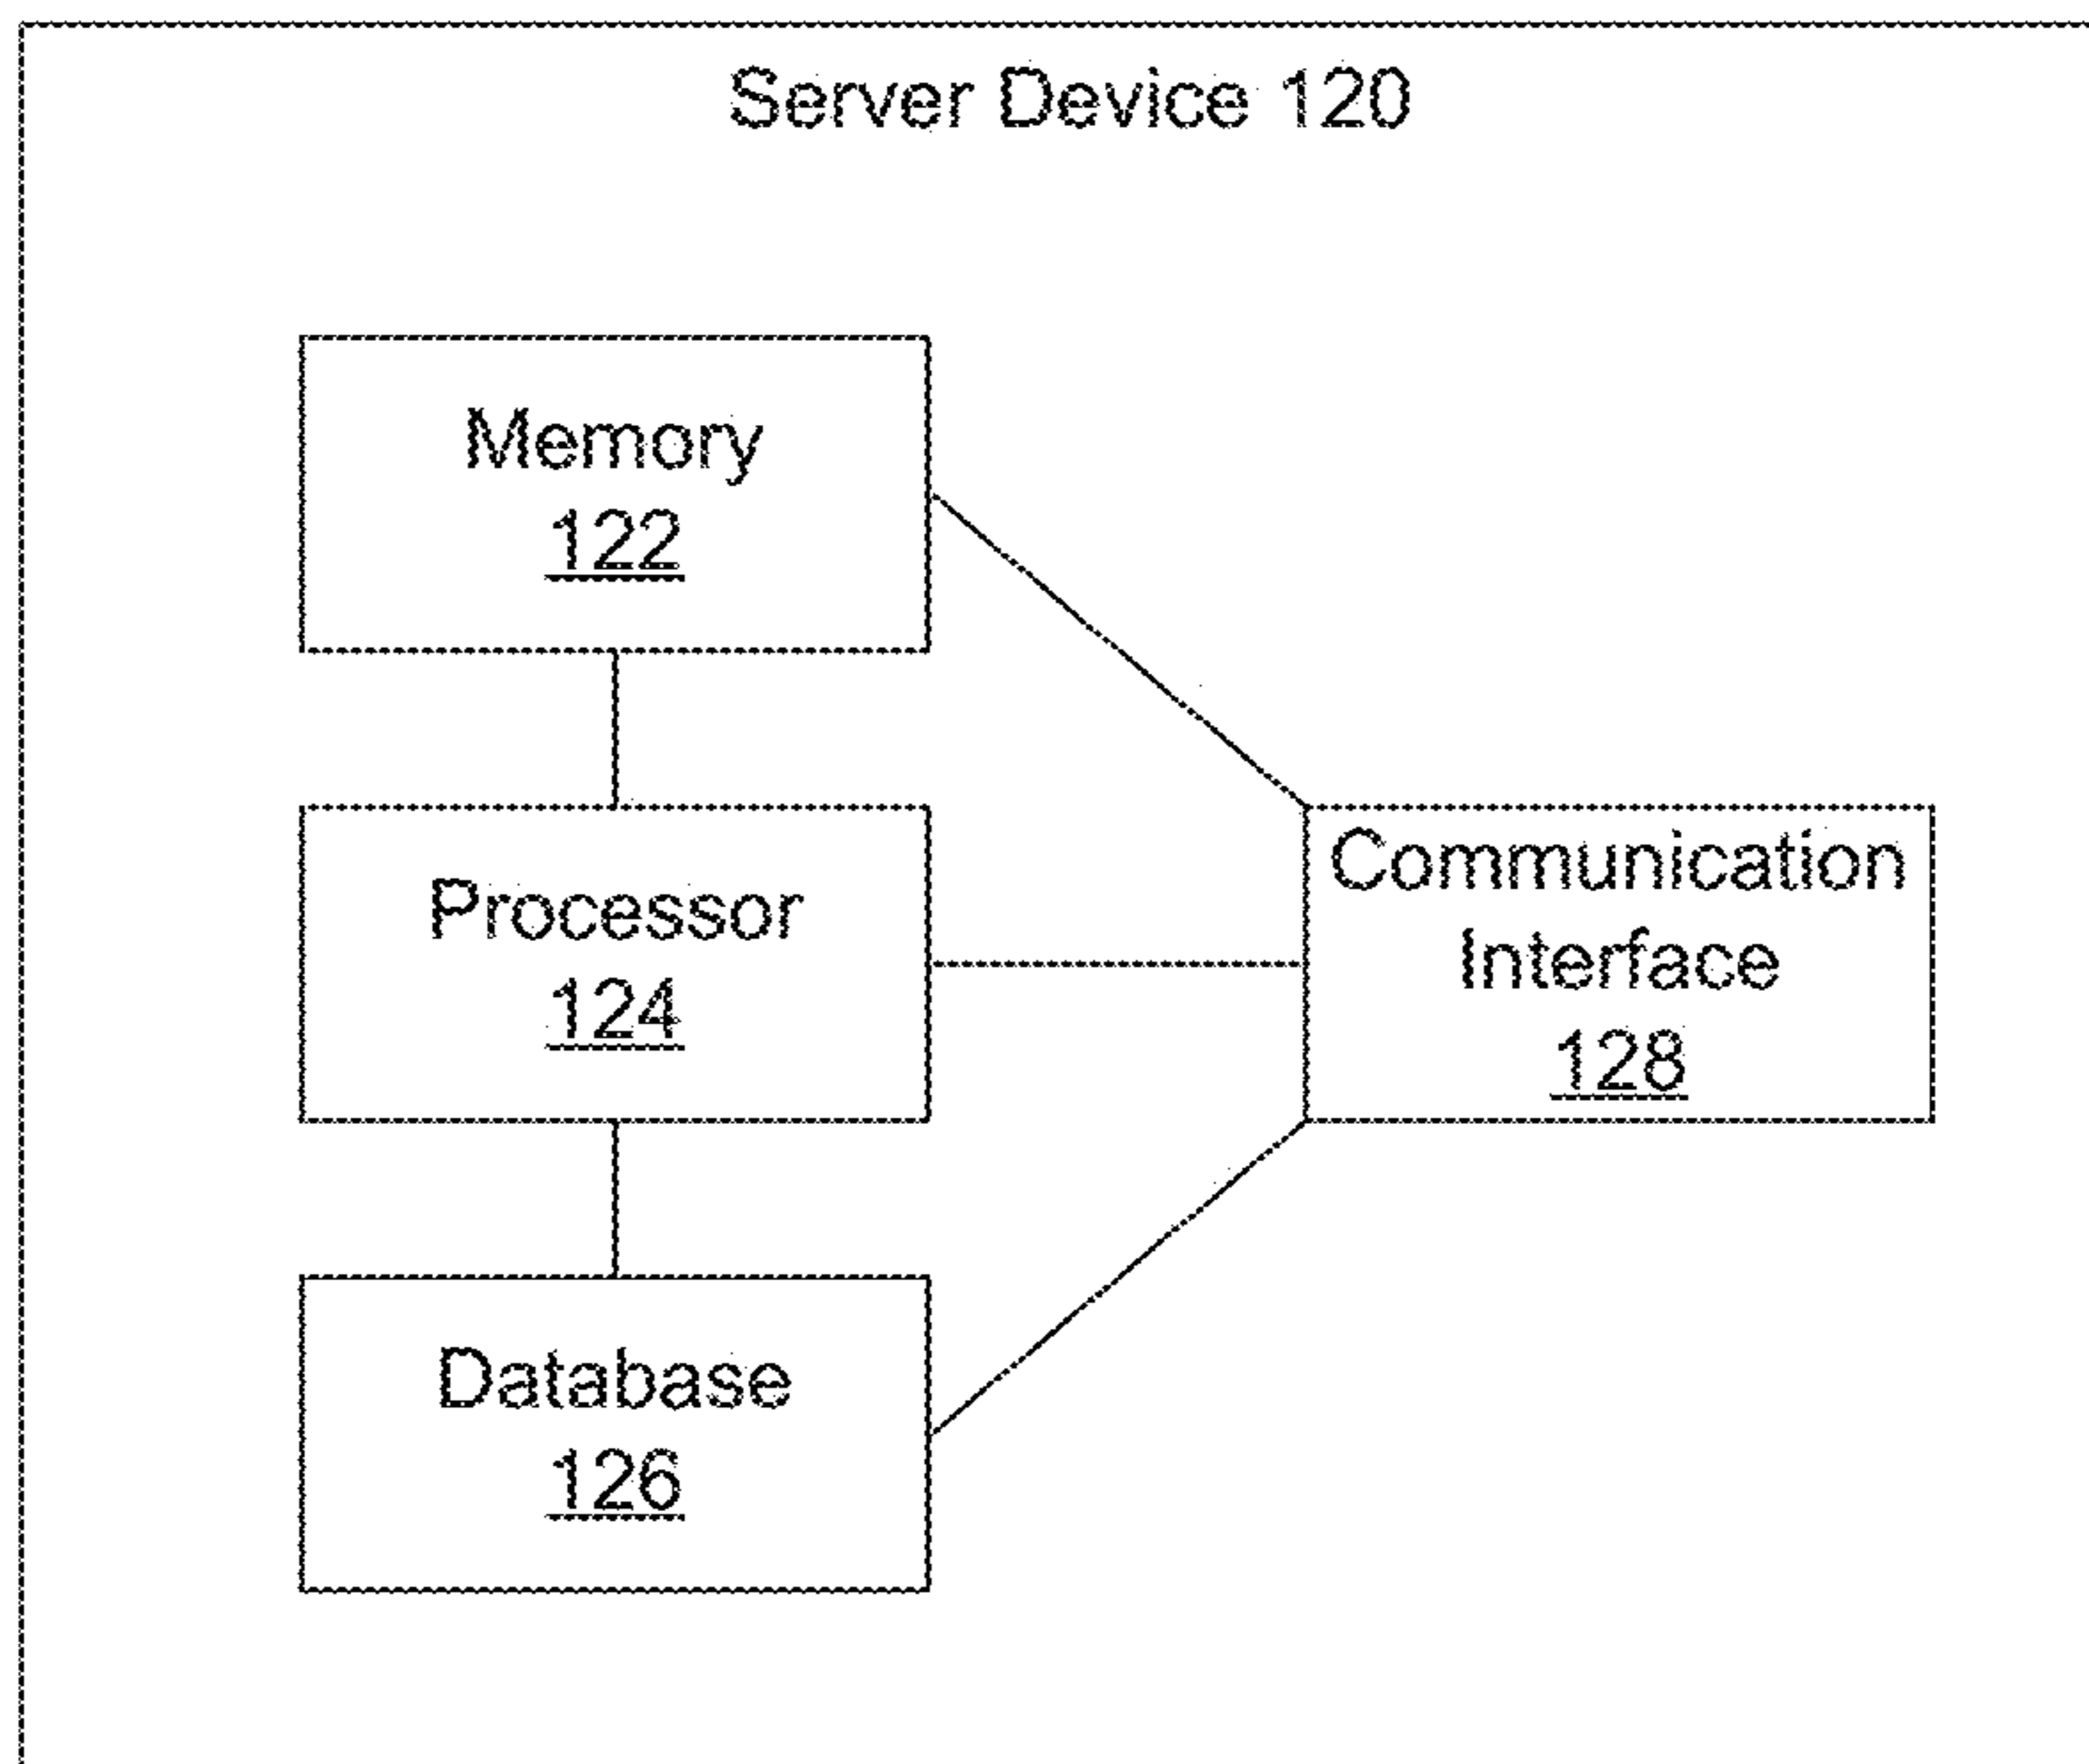 Server Device 120
Memory
122
Processor
124
Communication
Interface
128
Database
126